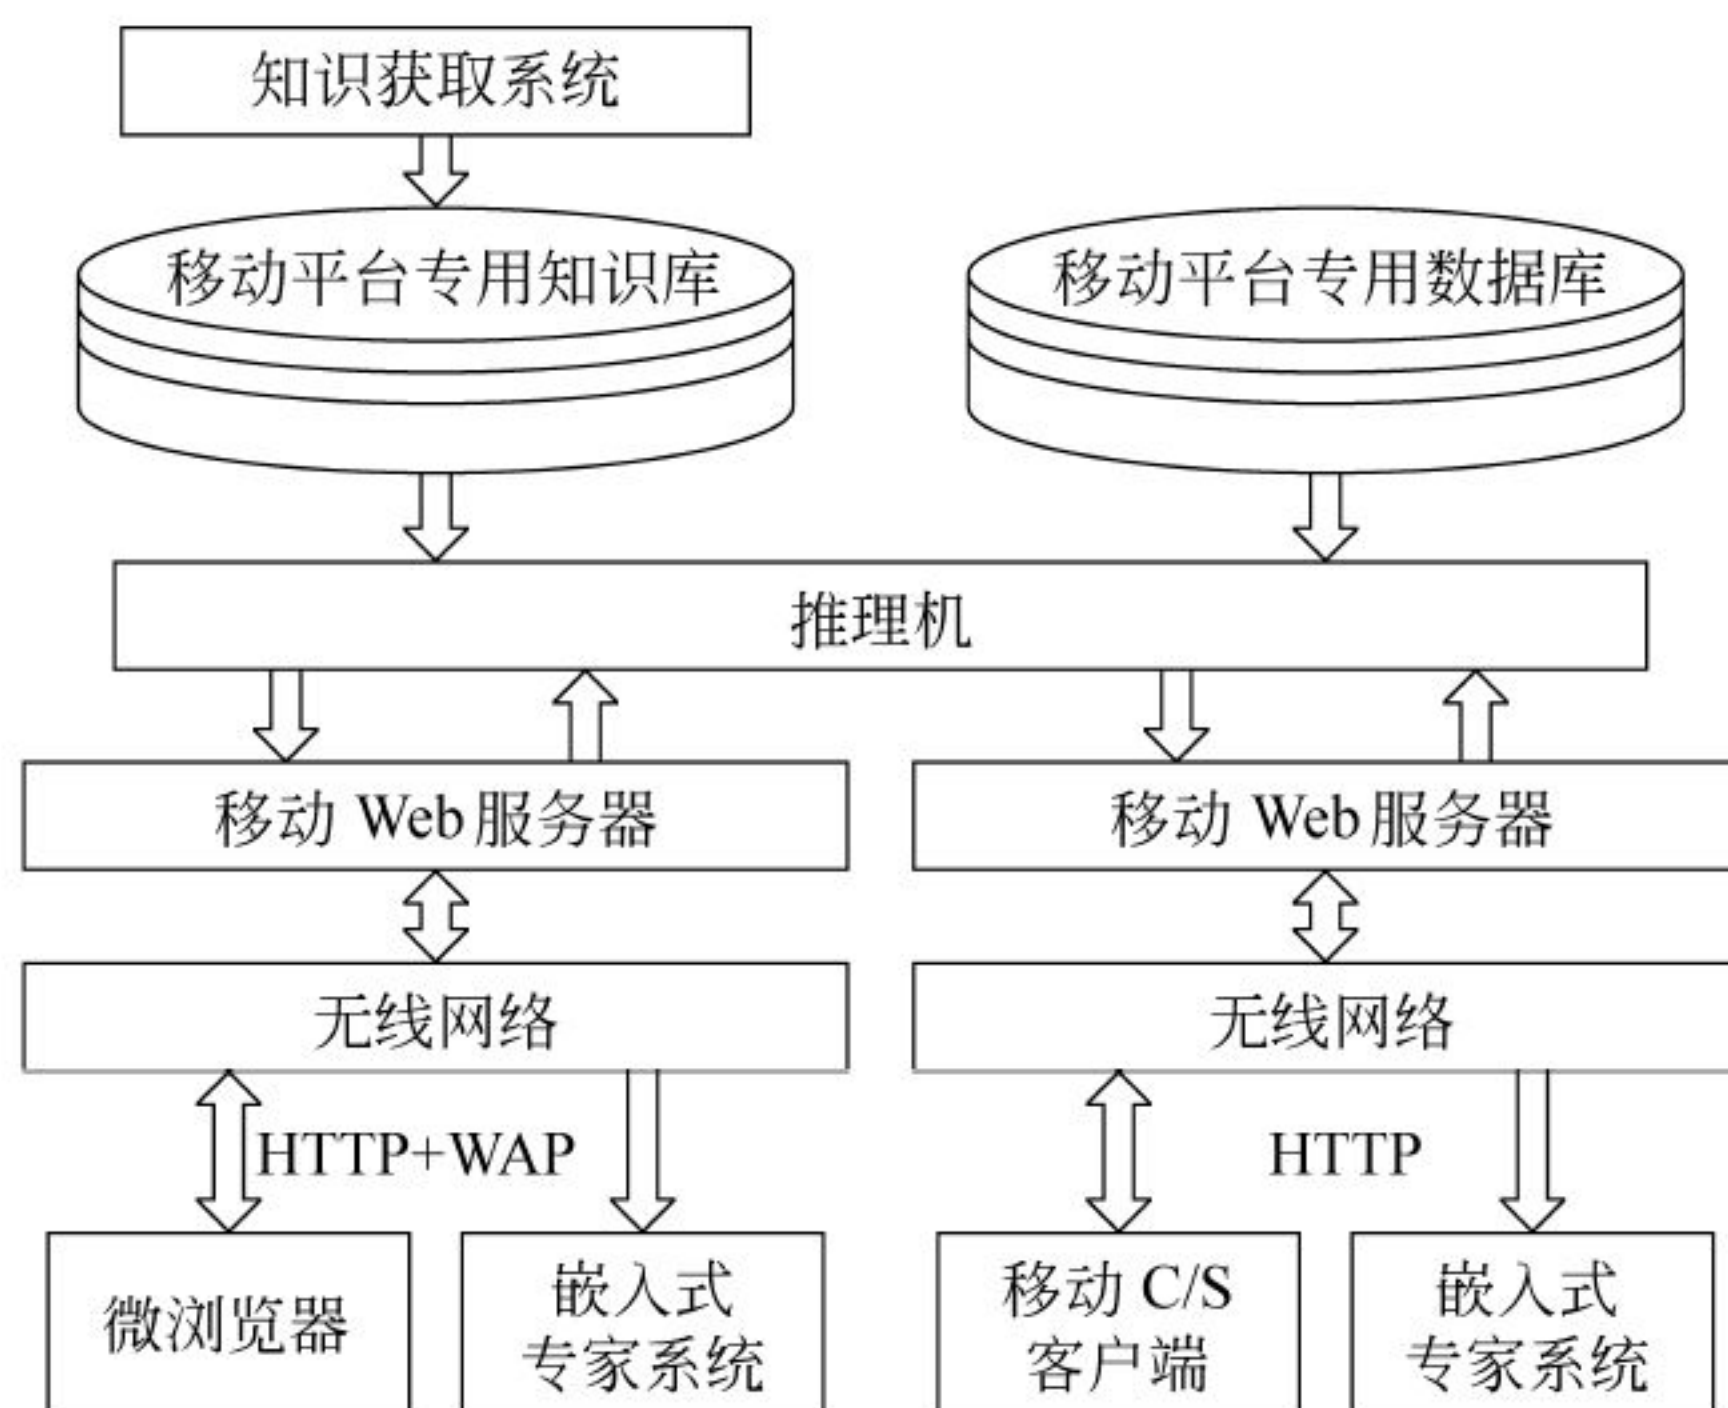 知识获取系统
移动平台专用知识库
移动平台专用数据库
推理机
移动 Web服务器
移动 Web服务器
无线网络
无线网络
HTTP+WAP
HTTP
微浏览器
嵌入式
专家系统
移动 C/S
客户端
嵌入式
专家系统